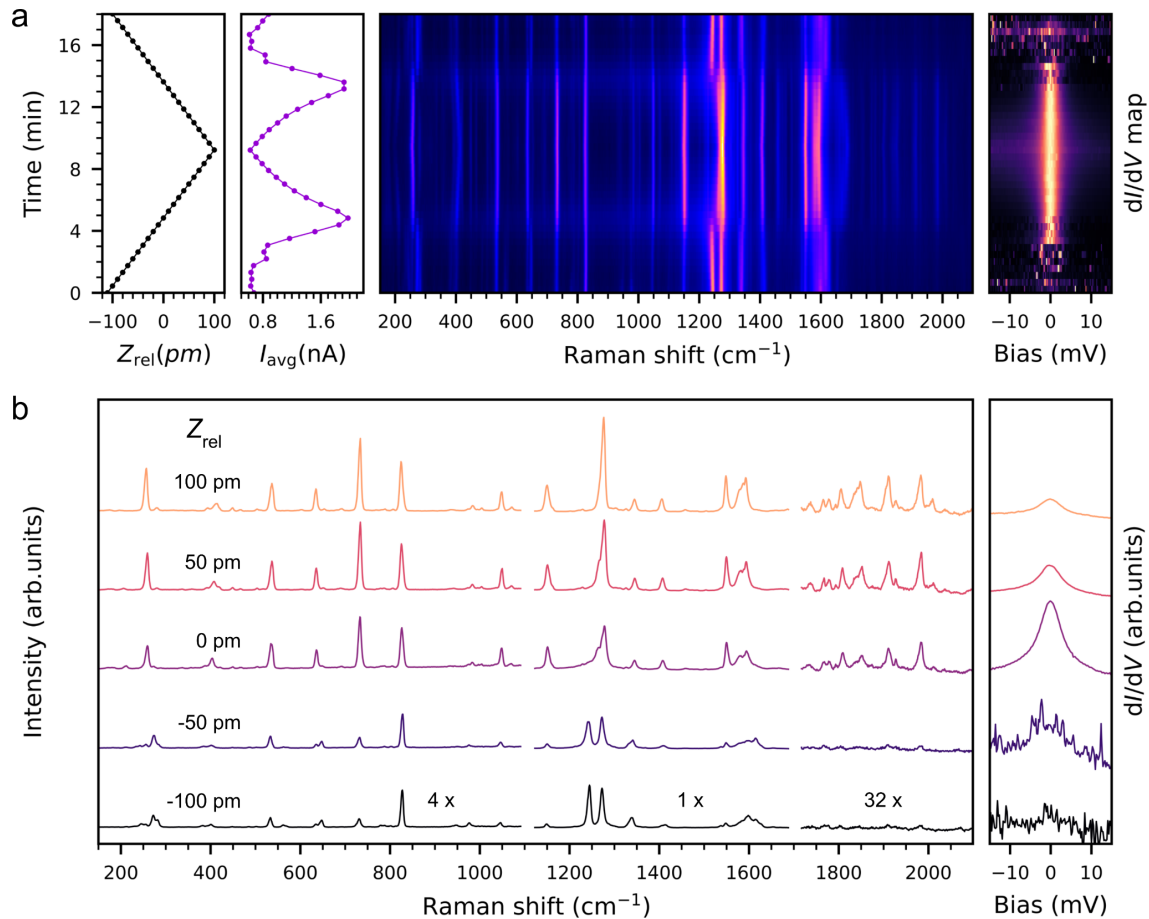 a
16
12
8
4
0
Time (min)
−100 0 100
Z_rel(pm)
0.8 1.6
I_avg(nA)
200 400 600 800 1000 1200 1400 1600 1800 2000
Raman shift (cm⁻¹)
−10 0 10
Bias (mV)
dI/dV map
b
Z_rel
100 pm
50 pm
0 pm
-50 pm
-100 pm
4 x
1 x
32 x
Intensity (arb.units)
200 400 600 800 1000 1200 1400 1600 1800 2000
Raman shift (cm⁻¹)
−10 0 10
Bias (mV)
dI/dV (arb.units)